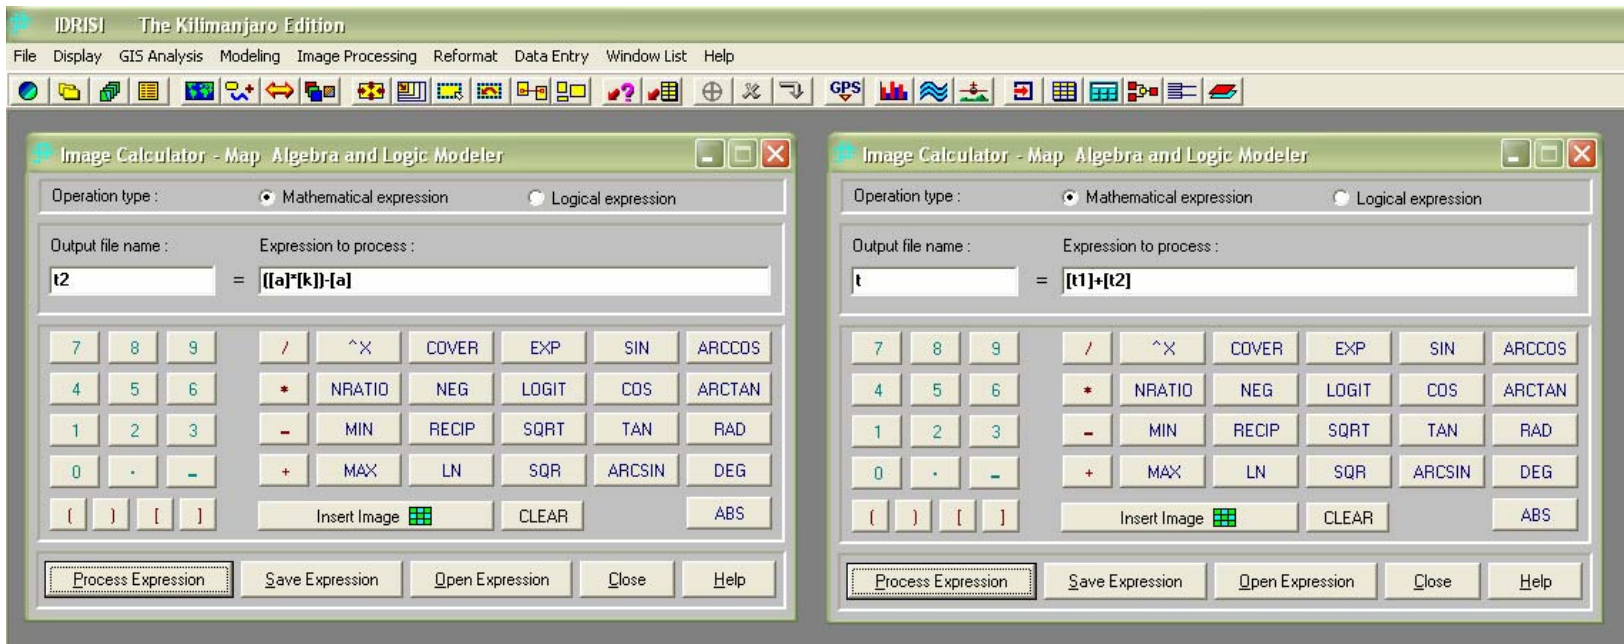 IDRISI The Kilimanjaro Edition
File Display GIS Analysis Modeling Image Processing Reformat Data Entry Window List Help
GPS
Image Calculator - Map Algebra and Logic Modeler
Operation type : Mathematical expression Logical expression
Output file name : Expression to process :
t2 = ([a]*[k])-[a]
7 8 9 / ^X COVER EXP SIN ARCCOS
4 5 6 * NRATIO NEG LOGIT COS ARCTAN
1 2 3 - MIN RECIP SQRT TAN RAD
0 . - + MAX LN SQR ARCSIN DEG
( ) [ ] Insert Image CLEAR ABS
Process Expression Save Expression Open Expression Close Help
Image Calculator - Map Algebra and Logic Modeler
Operation type : Mathematical expression Logical expression
Output file name : Expression to process :
t = [t1]+[t2]
7 8 9 / ^X COVER EXP SIN ARCCOS
4 5 6 * NRATIO NEG LOGIT COS ARCTAN
1 2 3 - MIN RECIP SQRT TAN RAD
0 . - + MAX LN SQR ARCSIN DEG
( ) [ ] Insert Image CLEAR ABS
Process Expression Save Expression Open Expression Close Help